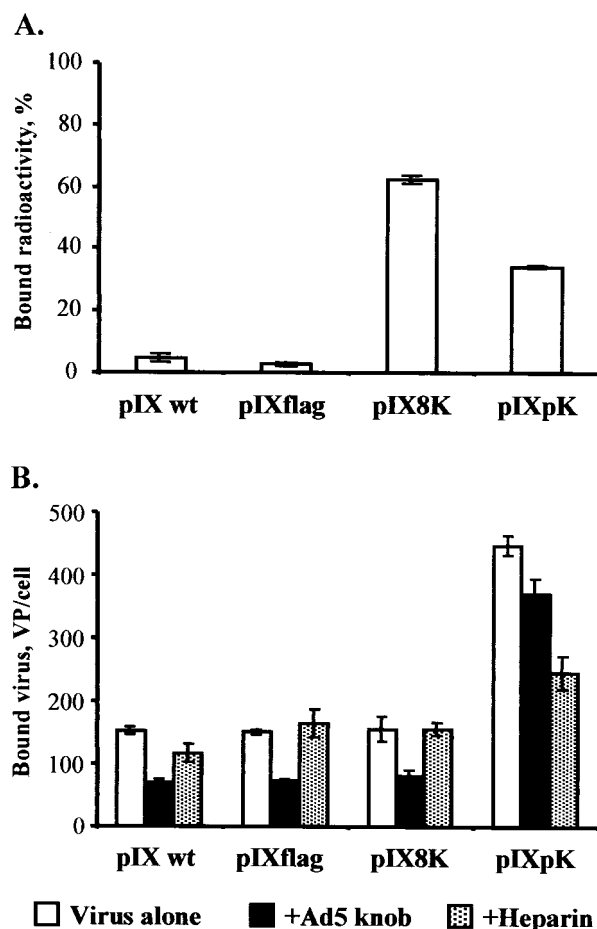 A.
Bound radioactivity, %
100
80
60
40
20
0
pIX wt pIXflag pIX8K pIXpK
B.
Bound virus, VP/cell
500
400
300
200
100
0
pIX wt pIXflag pIX8K pIXpK
Virus alone +Ad5 knob +Heparin